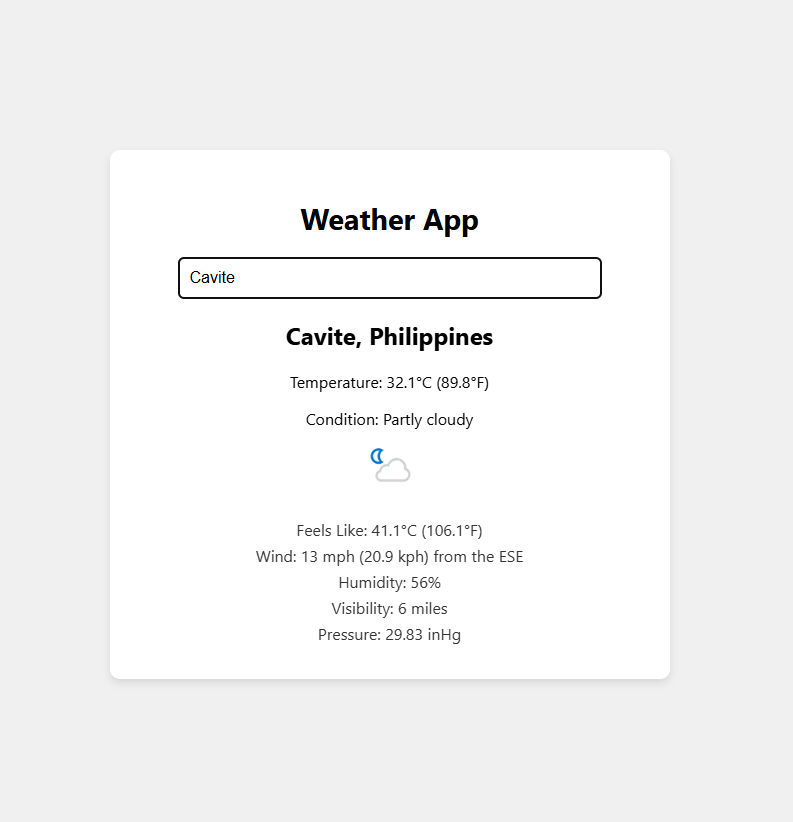 Weather App
Cavite
Cavite, Philippines
Temperature: 32.1°C (89.8°F)
Condition: Partly cloudy
Feels Like: 41.1°C (106.1°F)
Wind: 13 mph (20.9 kph) from the ESE
Humidity: 56%
Visibility: 6 miles
Pressure: 29.83 inHg